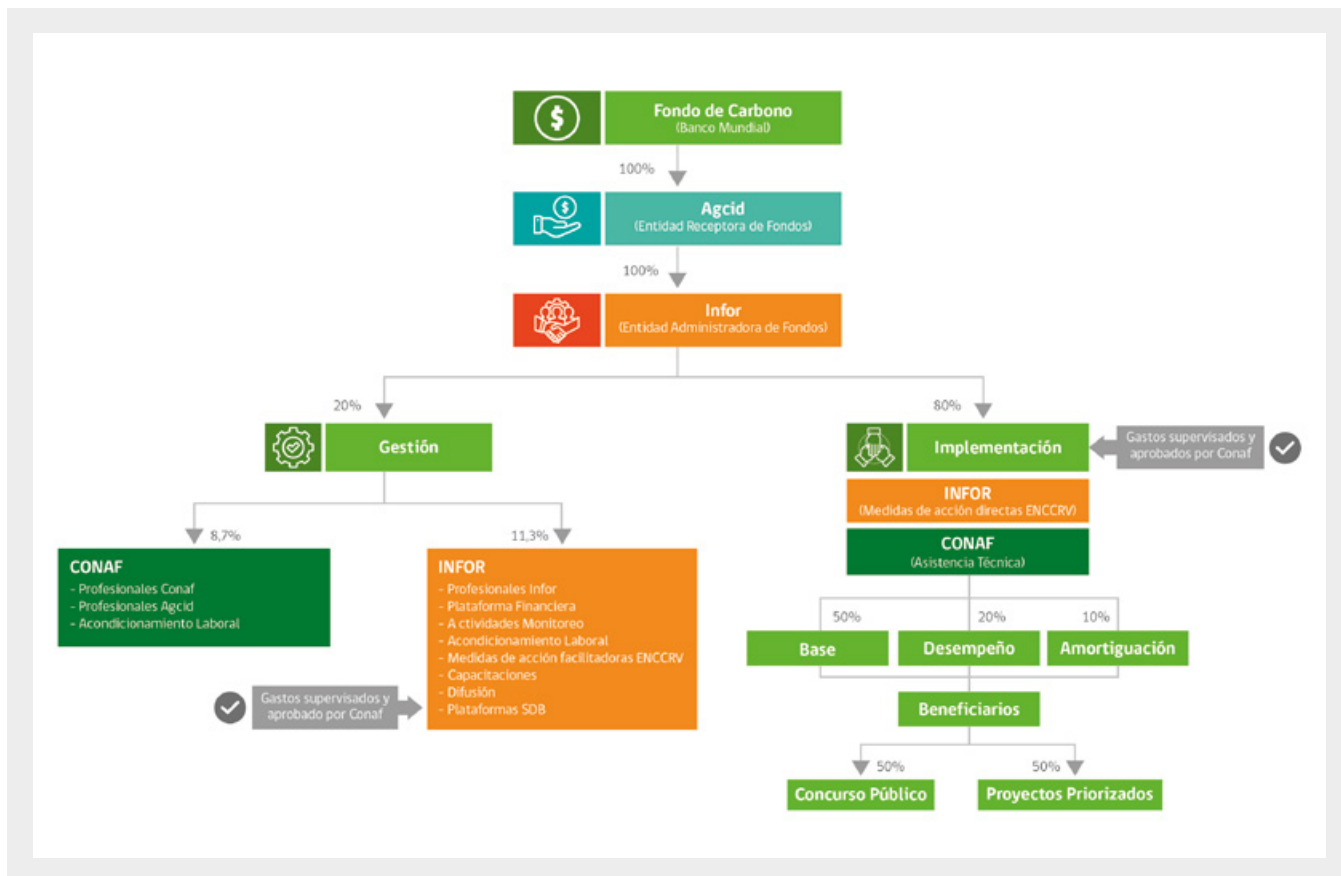 $
Fondo de Carbono
(Banco Mundial)
100%
$
Agcid
(Entidad Receptora de Fondos)
100%
Infor
(Entidad Administradora de Fondos)
20%
80%
Gestión
Implementación
Gastos supervisados y
aprobados por Conaf
INFOR
(Medidas de acción directas ENCCRV)
CONAF
(Asistencia Técnica)
8,7%
11,3%
CONAF
- Profesionales Conaf
- Profesionales Agcid
- Acondicionamiento Laboral
INFOR
- Profesionales Infor
- Plataforma Financiera
- A ctividades Monitoreo
- Acondicionamiento Laboral
- Medidas de acción facilitadoras ENCCRV
- Capacitaciones
- Difusión
- Plataformas SDB
Gastos supervisados y
aprobado por Conaf
50%
20%
10%
Base
Desempeño
Amortiguación
Beneficiarios
50%
50%
Concurso Público
Proyectos Priorizados